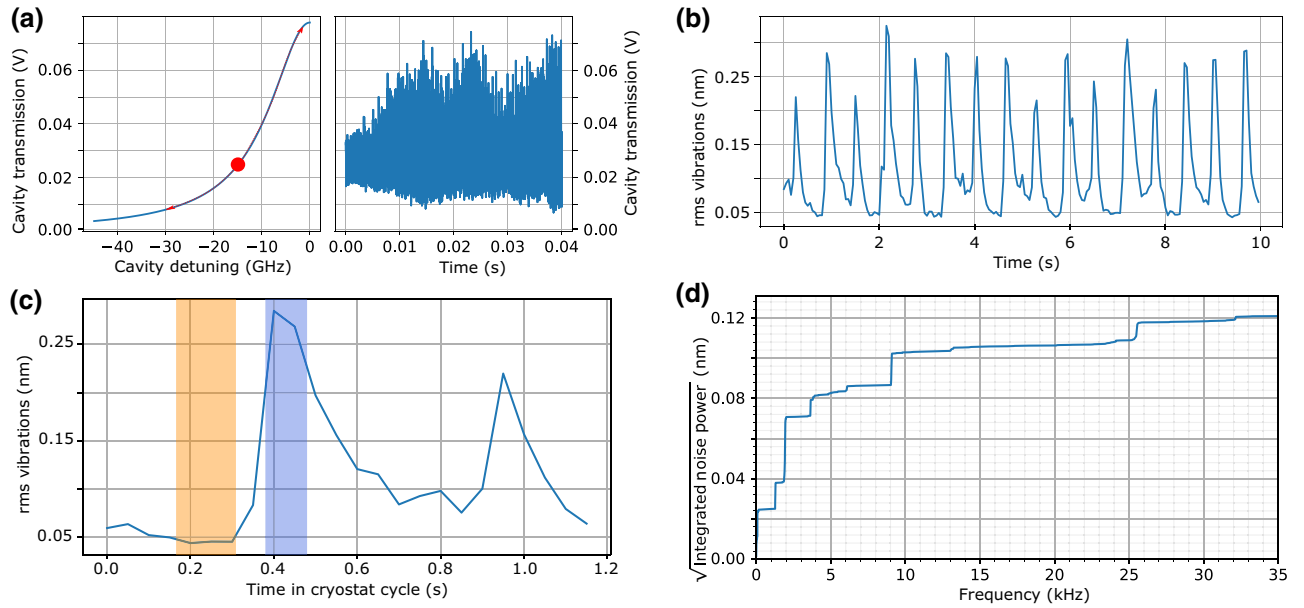 (a)
Cavity transmission (V)
0.06
0.04
0.02
0.00
−40 −30 −20 −10 0
Cavity detuning (GHz)
0.00 0.01 0.02 0.03 0.04
Time (s)
0.06
0.04
0.02
0.00
Cavity transmission (V)
(b)
rms vibrations (nm)
0.25
0.15
0.05
0 2 4 6 8 10
Time (s)
(c)
rms vibrations (nm)
0.25
0.15
0.05
0.0 0.2 0.4 0.6 0.8 1.0 1.2
Time in cryostat cycle (s)
(d)
√Integrated noise power (nm)
0.12
0.08
0.04
0.00
0 5 10 15 20 25 30 35
Frequency (kHz)